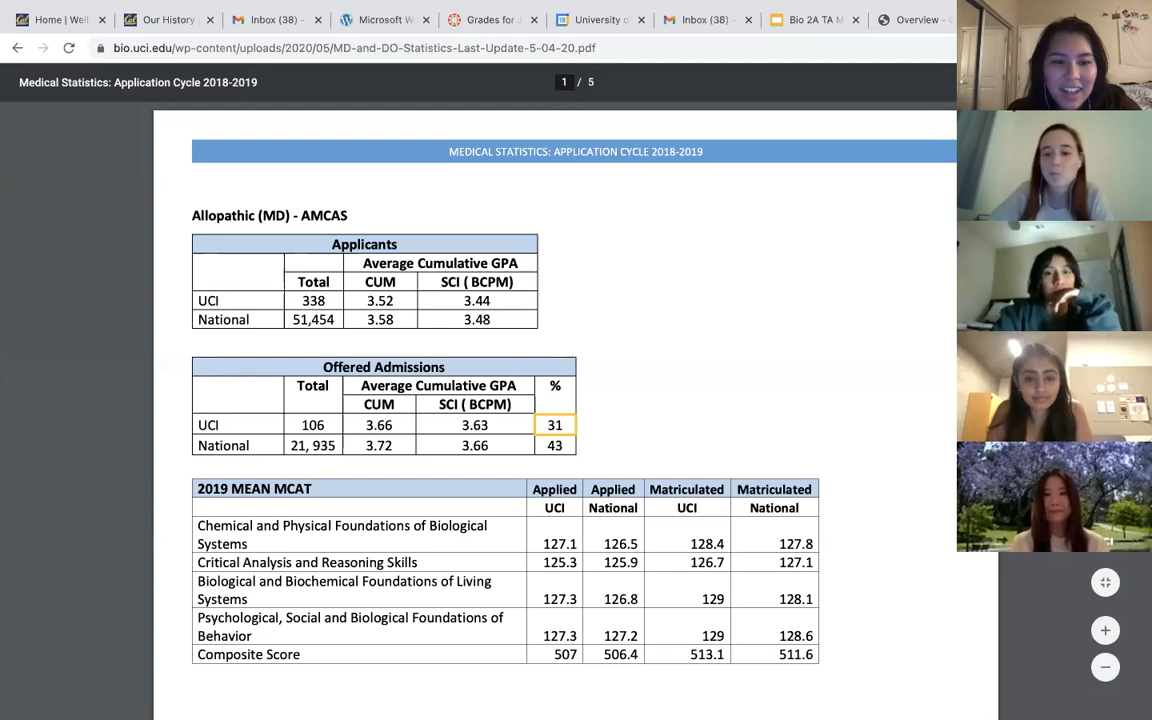 Home | Well
Our History
Inbox (38) -
Microsoft W
Grades for J
University o
Inbox (38) -
Bio 2A TA M
Overview -
bio.uci.edu/wp-content/uploads/2020/05/MD-and-DO-Statistics-Last-Update-5-04-20.pdf
Medical Statistics: Application Cycle 2018-2019 1 / 5
MEDICAL STATISTICS: APPLICATION CYCLE 2018-2019
Allopathic (MD) - AMCAS
Applicants
Average Cumulative GPA
Total CUM SCI ( BCPM)
UCI 338 3.52 3.44
National 51,454 3.58 3.48
Offered Admissions
Total Average Cumulative GPA %
CUM SCI ( BCPM)
UCI 106 3.66 3.63 31
National 21, 935 3.72 3.66 43
2019 MEAN MCAT Applied Applied Matriculated Matriculated
UCI National UCI National
Chemical and Physical Foundations of Biological
Systems 127.1 126.5 128.4 127.8
Critical Analysis and Reasoning Skills 125.3 125.9 126.7 127.1
Biological and Biochemical Foundations of Living
Systems 127.3 126.8 129 128.1
Psychological, Social and Biological Foundations of
Behavior 127.3 127.2 129 128.6
Composite Score 507 506.4 513.1 511.6